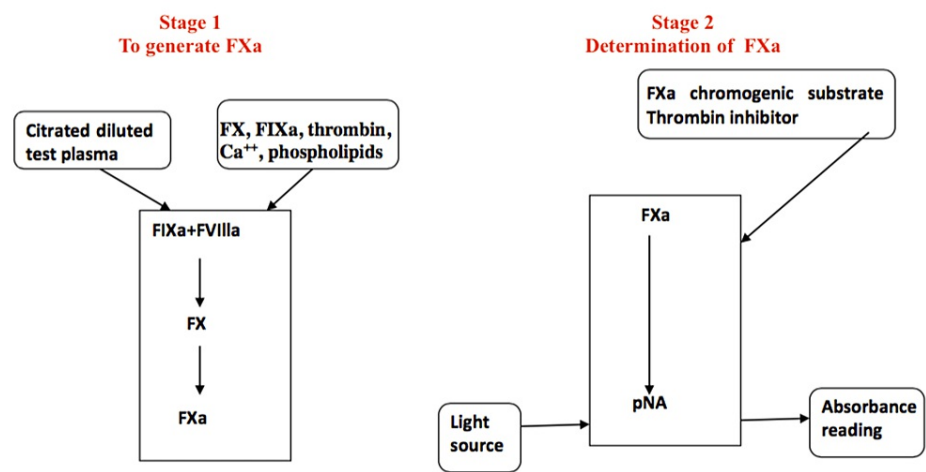 Stage 1
To generate FXa
Stage 2
Determination of FXa
Citrated diluted
test plasma
FX, FIXa, thrombin,
Ca⁺⁺, phospholipids
FXa chromogenic substrate
Thrombin inhibitor
FIXa+FVIIIa
FX
FXa
FXa
pNA
Light
source
Absorbance
reading